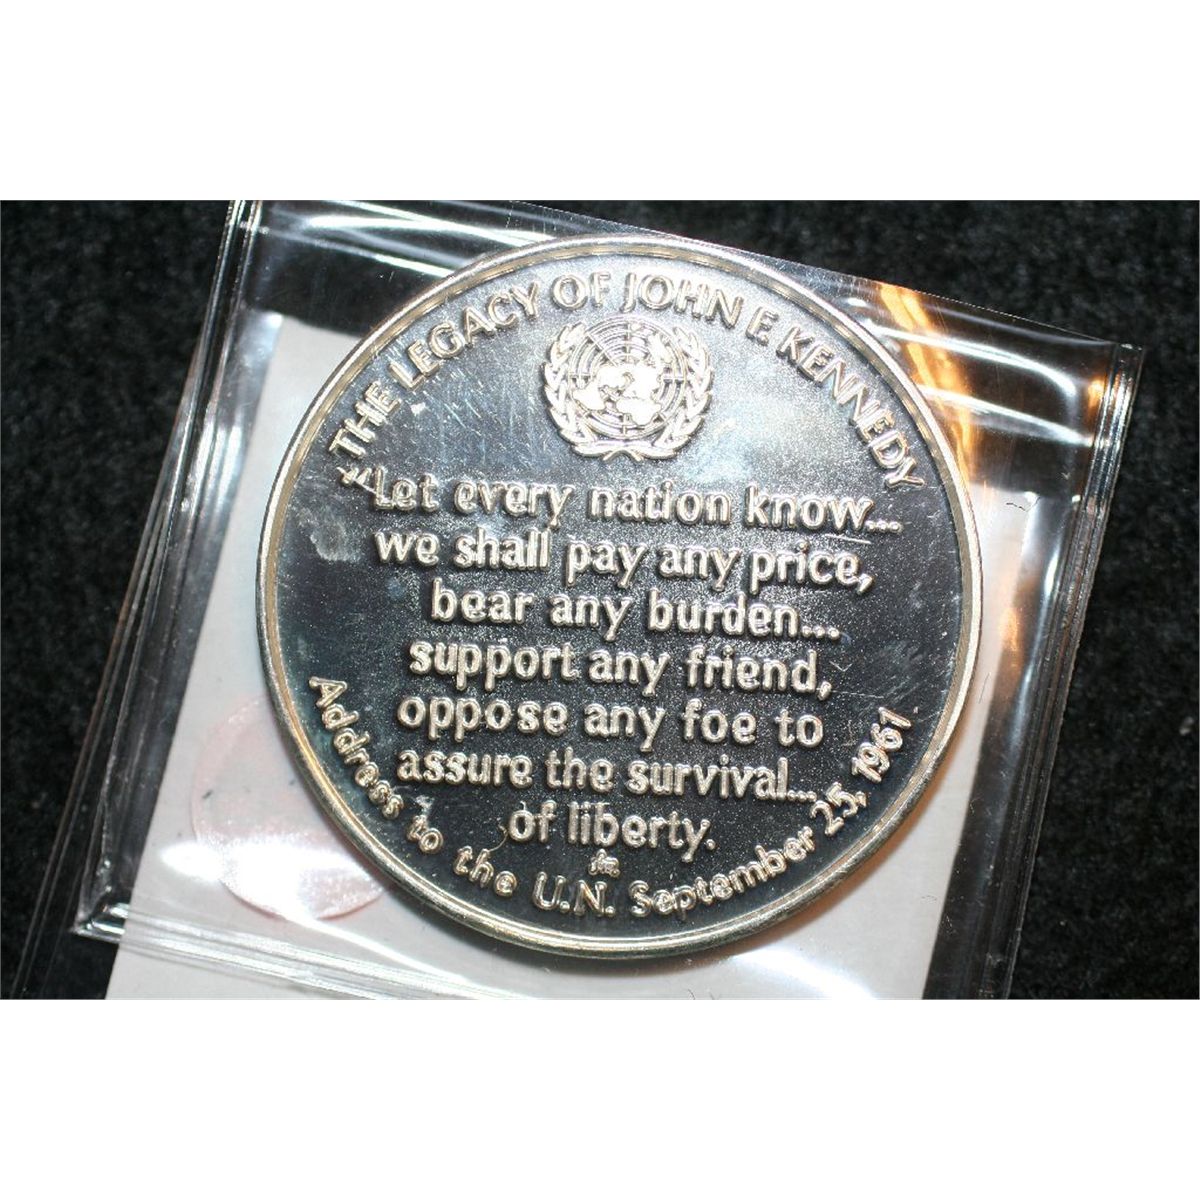 THE LEGACY OF JOHN F. KENNEDY
"Let every nation know...
we shall pay any price,
bear any burden...
support any friend,
oppose any foe to
assure the survival...
of liberty.
Address to the U.N. September 25, 1961